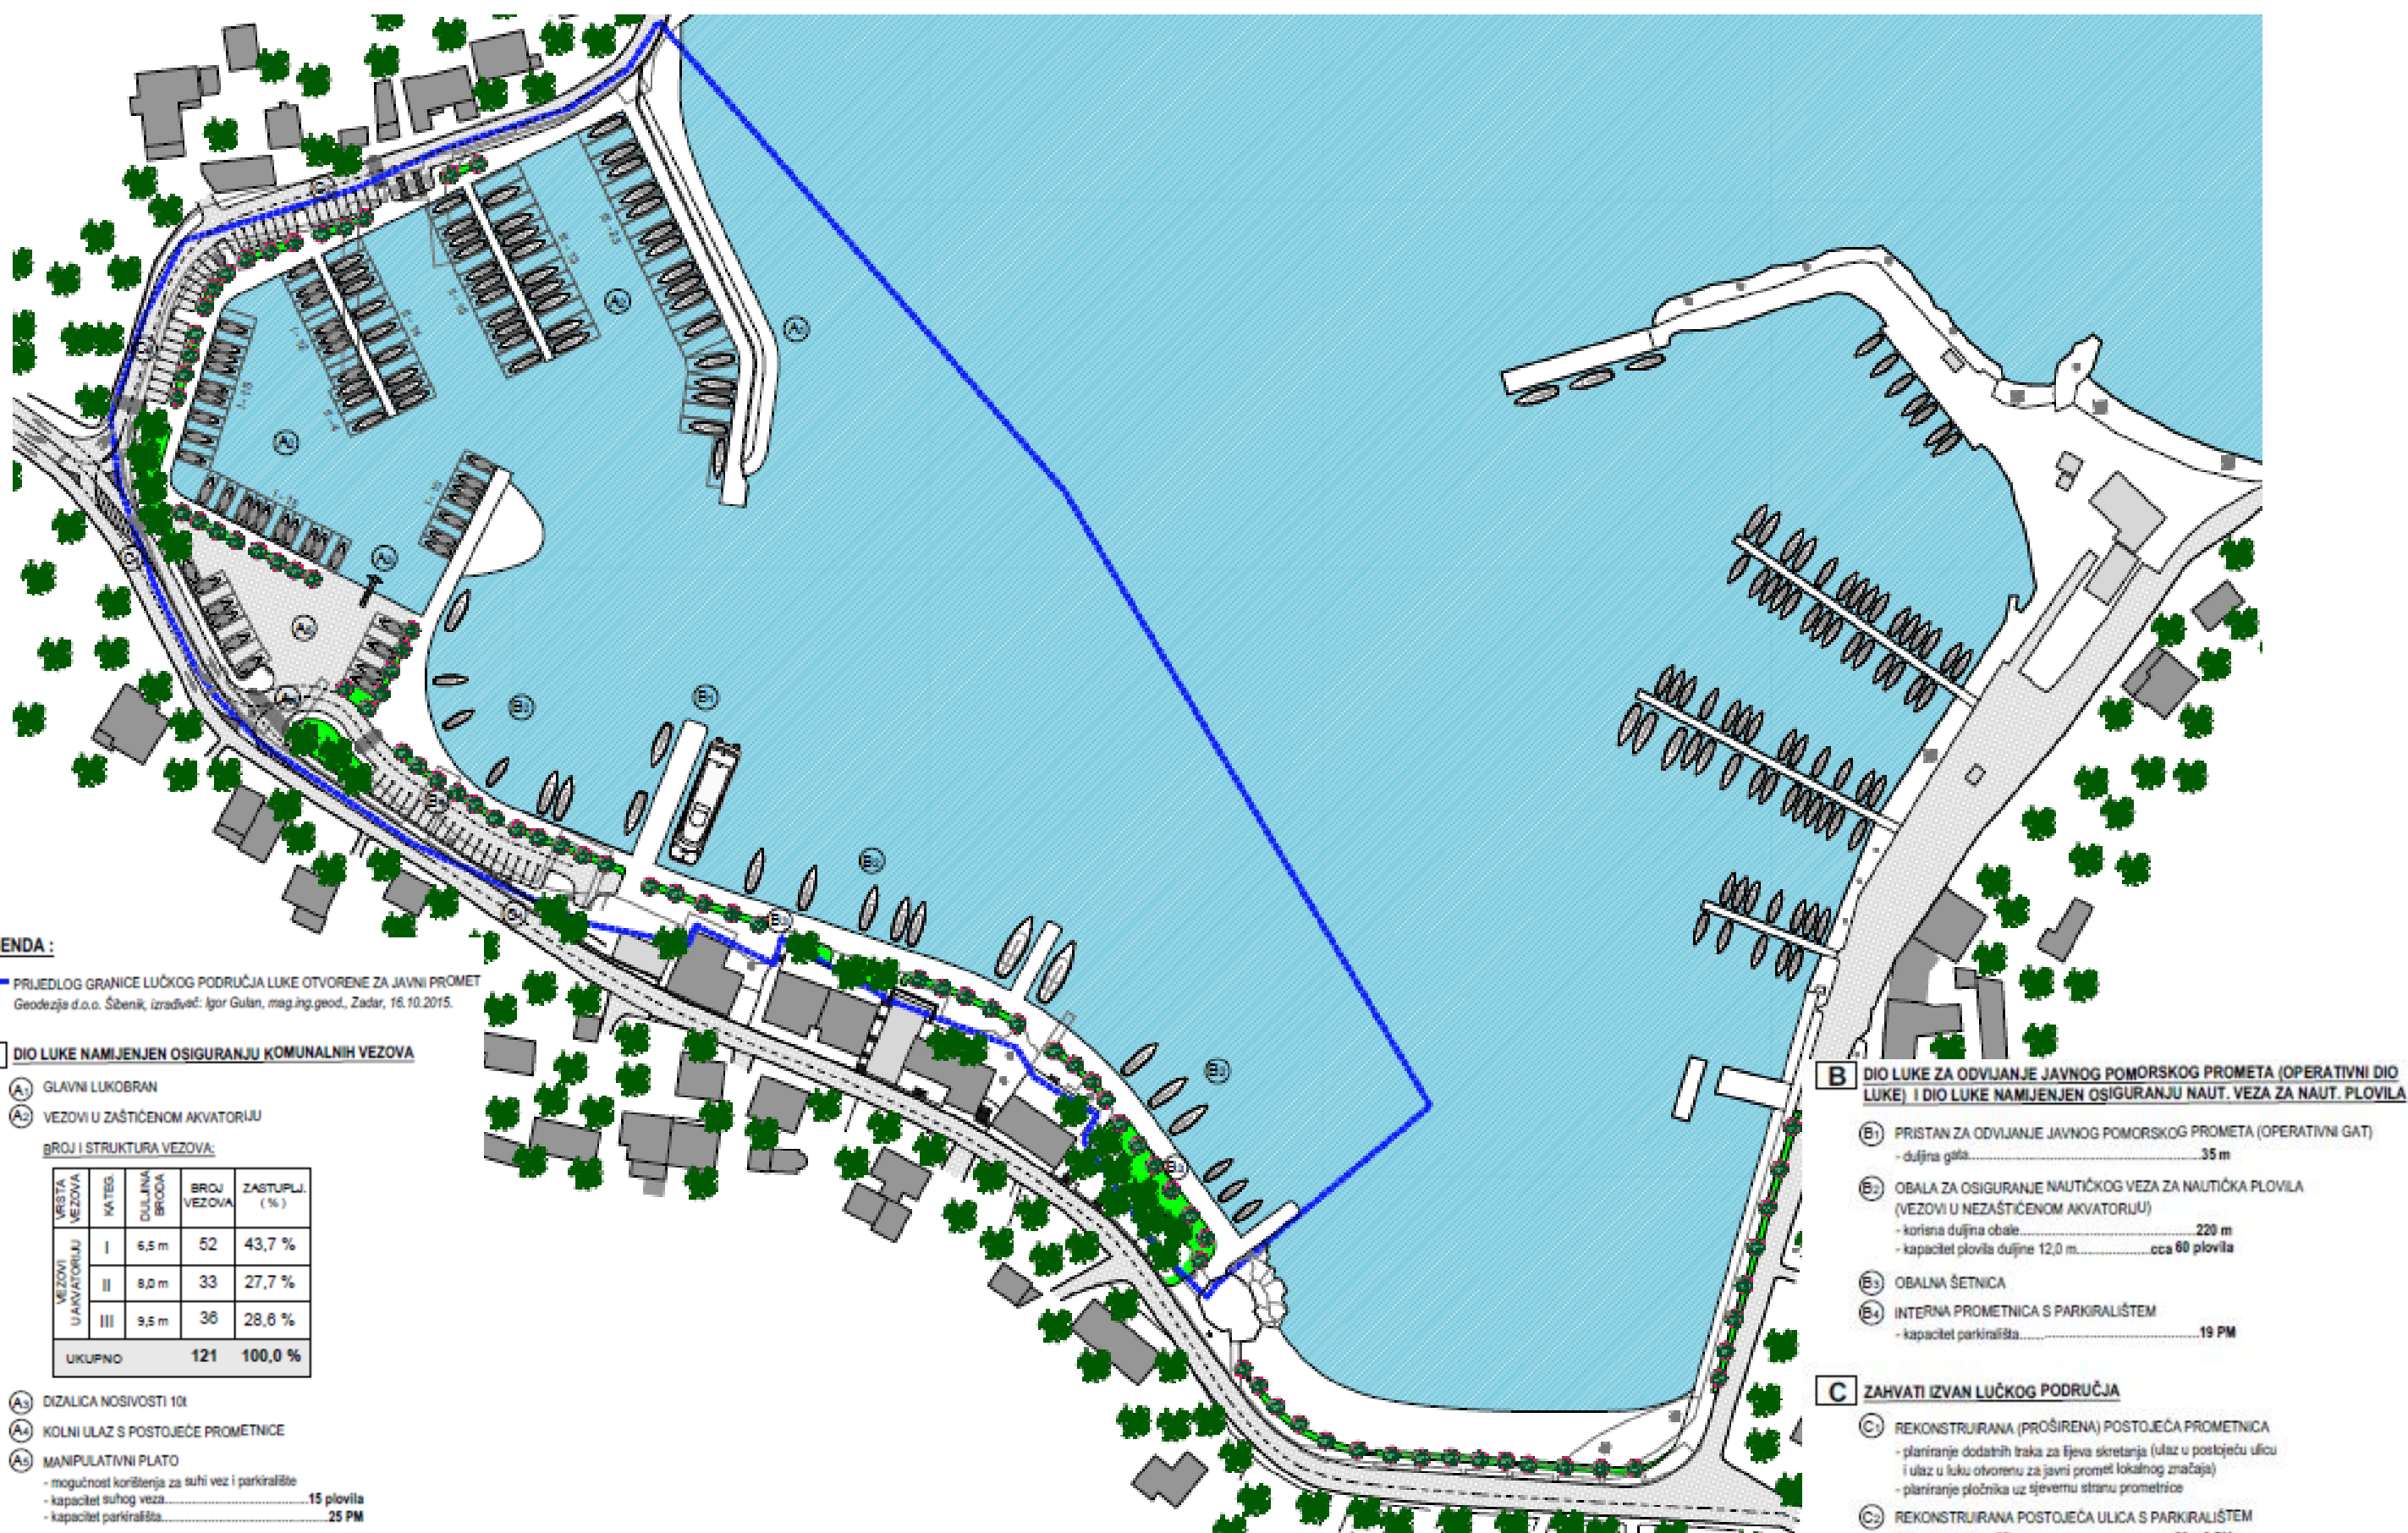 ENDA :
PRIJEDLOG GRANICE LUČKOG PODRUČJA LUKE OTVORENE ZA JAVNI PROMET
Geodezija d.o.o. Šibenik, izrađivač: Igor Gulan, mag.ing.geod., Zadar, 16.10.2015.
DIO LUKE NAMIJENJEN OSIGURANJU KOMUNALNIH VEZOVA
A1 GLAVNI LUKOBRAN
A2 VEZOVI U ZAŠTIĆENOM AKVATORIJU
BROJ I STRUKTURA VEZOVA:
VRSTA VEZOVA KATEG. DULJINA BRODA BROJ VEZOVA ZASTUPLJ. ( % )
VEZOVI U AKVATORIJU
I 6,5 m 52 43,7 %
II 8,0 m 33 27,7 %
III 9,5 m 36 28,6 %
UKUPNO 121 100,0 %
A3 DIZALICA NOSIVOSTI 10t
A4 KOLNI ULAZ S POSTOJEĆE PROMETNICE
A5 MANIPULATIVNI PLATO
- mogućnost korištenja za suhi vez i parkiralište
- kapacitet suhog veza 15 plovila
- kapacitet parkirališta 25 PM
B DIO LUKE ZA ODVIJANJE JAVNOG POMORSKOG PROMETA (OPERATIVNI DIO
LUKE) I DIO LUKE NAMIJENJEN OSIGURANJU NAUT. VEZA ZA NAUT. PLOVILA
B1 PRISTAN ZA ODVIJANJE JAVNOG POMORSKOG PROMETA (OPERATIVNI GAT)
- duljina gata 35 m
B2 OBALA ZA OSIGURANJE NAUTIČKOG VEZA ZA NAUTIČKA PLOVILA
(VEZOVI U NEZAŠTIĆENOM AKVATORIJU)
- korisna duljina obale 220 m
- kapacitet plovila duljine 12,0 m cca 60 plovila
B3 OBALNA ŠETNICA
B4 INTERNA PROMETNICA S PARKIRALIŠTEM
- kapacitet parkirališta 19 PM
C ZAHVATI IZVAN LUČKOG PODRUČJA
C1 REKONSTRUIRANA (PROŠIRENA) POSTOJEĆA PROMETNICA
- planiranje dodatnih traka za lijeva skretanja (ulaz u postojeću ulicu
i ulaz u luku otvorenu za javni promet lokalnog značaja)
- planiranje pločnika uz sjevernu stranu prometnice
C2 REKONSTRUIRANA POSTOJEĆA ULICA S PARKIRALIŠTEM